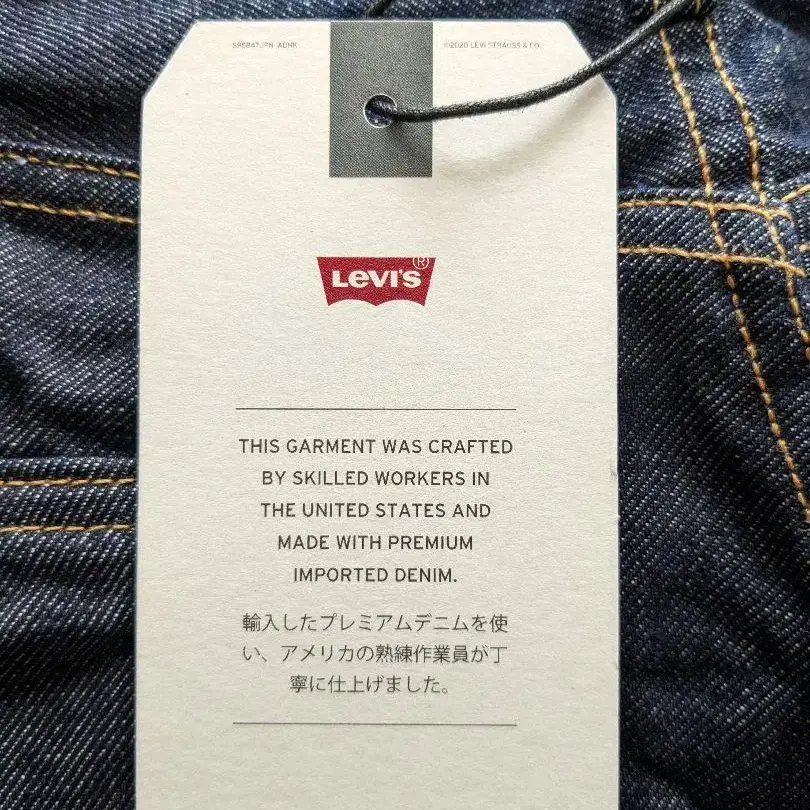 S95847JPN_ADHK
©2020 LEVI STRAUSS & CO.
LEVI'S®
THIS GARMENT WAS CRAFTED
BY SKILLED WORKERS IN
THE UNITED STATES AND
MADE WITH PREMIUM
IMPORTED DENIM.
輸入したプレミアムデニムを使
い、アメリカの熟練作業員が丁
寧に仕上げました。